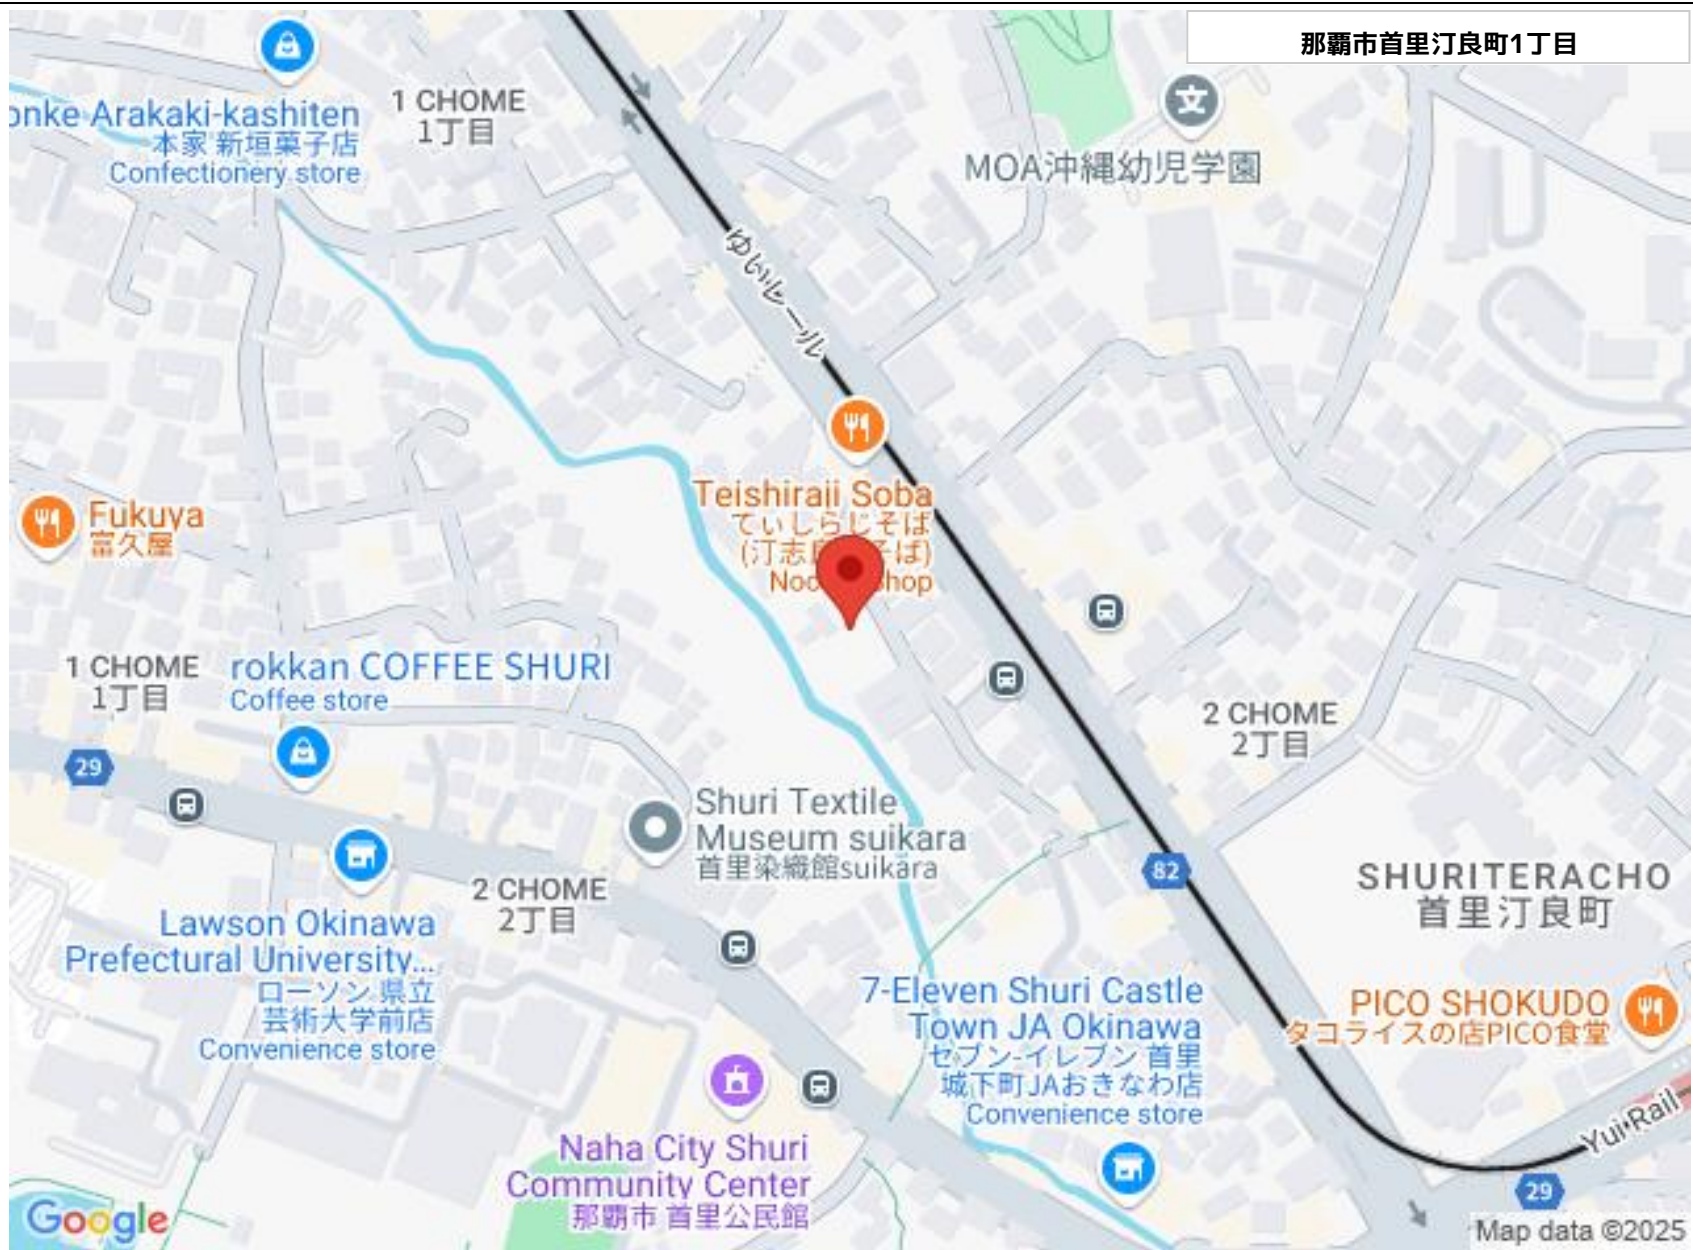 那覇市首里汀良町1丁目
onke Arakaki-kashiten
本家 新垣菓子店
Confectionery store
1 CHOME
1丁目
MOA沖縄幼児学園
ゆいレール
Teishiraji Soba
てぃしらじそば
Fukuya
富久屋
1 CHOME
1丁目
rokkan COFFEE SHURI
Coffee store
29
2 CHOME
2丁目
Shuri Textile
Museum suikara
首里染織館suikara
82
SHURITERACHO
首里汀良町
2 CHOME
2丁目
Lawson Okinawa
Prefectural University...
ローソン 県立
芸術大学前店
Convenience store
7-Eleven Shuri Castle
Town JA Okinawa
セブン-イレブン 首里
城下町JAおきなわ店
Convenience store
PICO SHOKUDO
タコライスの店PICO食堂
Naha City Shuri
Community Center
那覇市 首里公民館
Yui Rail
29
Google
Map data ©2025